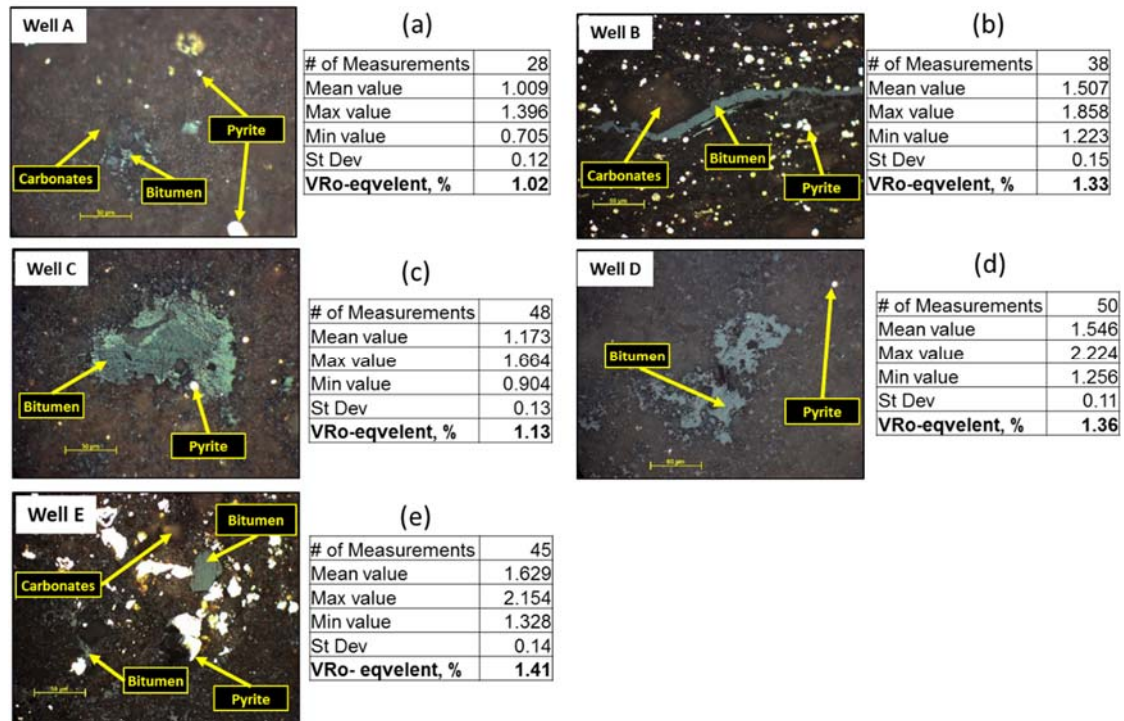 Well A
Carbonates
Bitumen
Pyrite
50 µm
(a)
# of Measurements 28
Mean value 1.009
Max value 1.396
Min value 0.705
St Dev 0.12
VRo-eqvelent, % 1.02
Well B
Carbonates
Bitumen
Pyrite
(b)
# of Measurements 38
Mean value 1.507
Max value 1.858
Min value 1.223
St Dev 0.15
VRo-eqvelent, % 1.33
Well C
Bitumen
Pyrite
50 µm
(c)
# of Measurements 48
Mean value 1.173
Max value 1.664
Min value 0.904
St Dev 0.13
VRo-eqvelent, % 1.13
Well D
Bitumen
Pyrite
(d)
# of Measurements 50
Mean value 1.546
Max value 2.224
Min value 1.256
St Dev 0.11
VRo-eqvelent, % 1.36
Well E
Bitumen
Carbonates
Bitumen
Pyrite
50 µm
(e)
# of Measurements 45
Mean value 1.629
Max value 2.154
Min value 1.328
St Dev 0.14
VRo- eqvelent, % 1.41